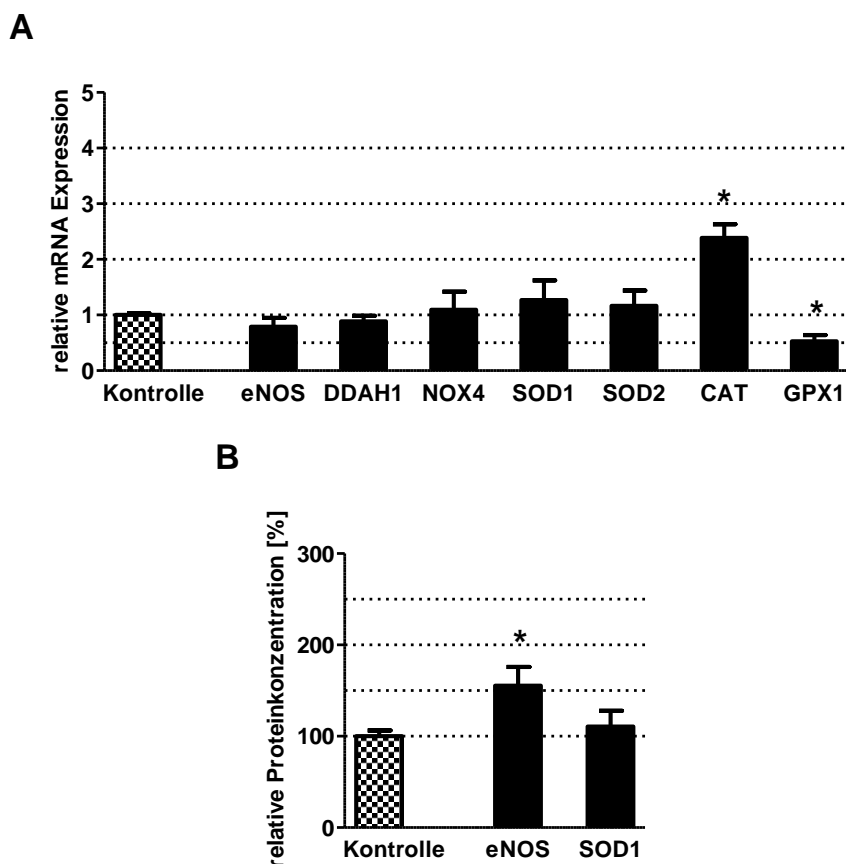 A
relative mRNA Expression
5
4
3
2
1
0
*
*
Kontrolle eNOS DDAH1 NOX4 SOD1 SOD2 CAT GPX1
B
relative Proteinkonzentration [%]
300
200
100
0
*
Kontrolle eNOS SOD1